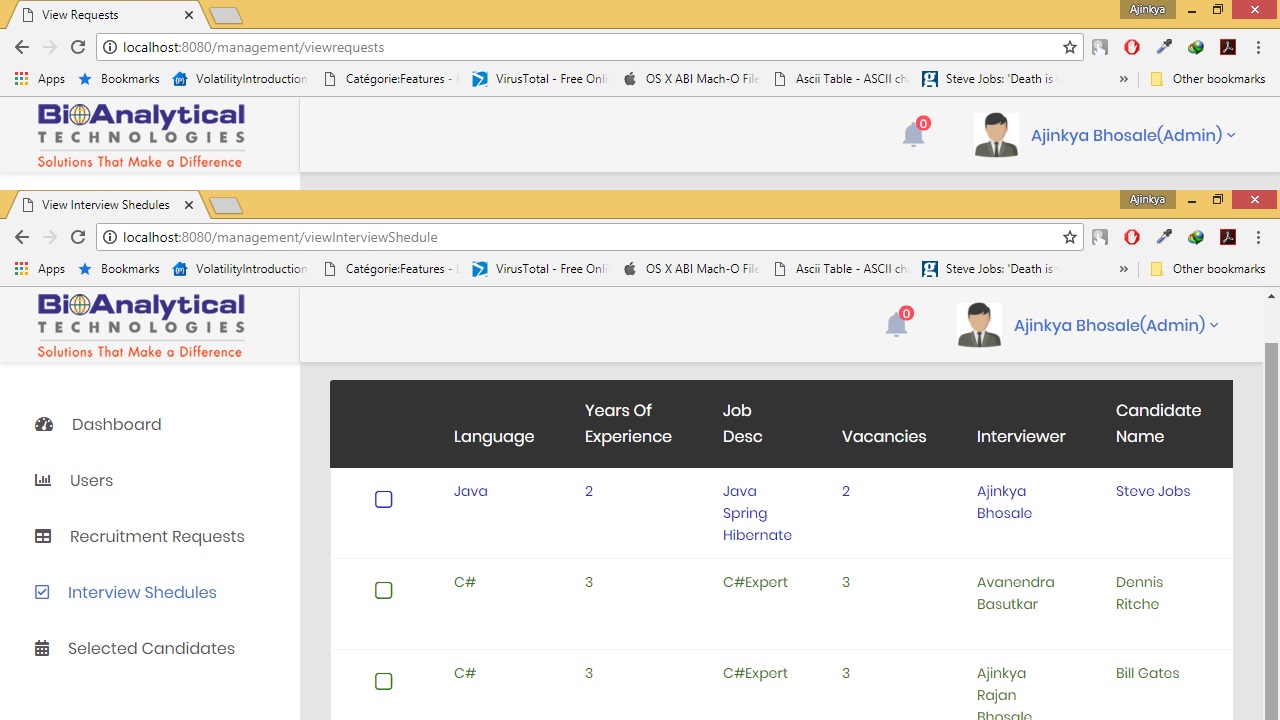 View Requests
Ajinkya
localhost:8080/management/viewrequests
Apps Bookmarks VolatilityIntroduction Catégorie:Features - VirusTotal - Free Onli OS X ABI Mach-O File Ascii Table - ASCII ch Steve Jobs: 'Death is » Other bookmarks
BioAnalytical
TECHNOLOGIES
Solutions That Make a Difference
0
Ajinkya Bhosale(Admin)
View Interview Shedules
Ajinkya
localhost:8080/management/viewInterviewShedule
Apps Bookmarks VolatilityIntroduction Catégorie:Features - VirusTotal - Free Onli OS X ABI Mach-O File Ascii Table - ASCII ch Steve Jobs: 'Death is » Other bookmarks
BioAnalytical
TECHNOLOGIES
Solutions That Make a Difference
0
Ajinkya Bhosale(Admin)
Dashboard
Users
Recruitment Requests
Interview Shedules
Selected Candidates
Years Of Job Candidate
Language Experience Desc Vacancies Interviewer Name
Java 2 Java 2 Ajinkya Steve Jobs
Spring Bhosale
Hibernate
C# 3 C#Expert 3 Avanendra Dennis
Basutkar Ritche
C# 3 C#Expert 3 Ajinkya Bill Gates
Rajan
Bhosale